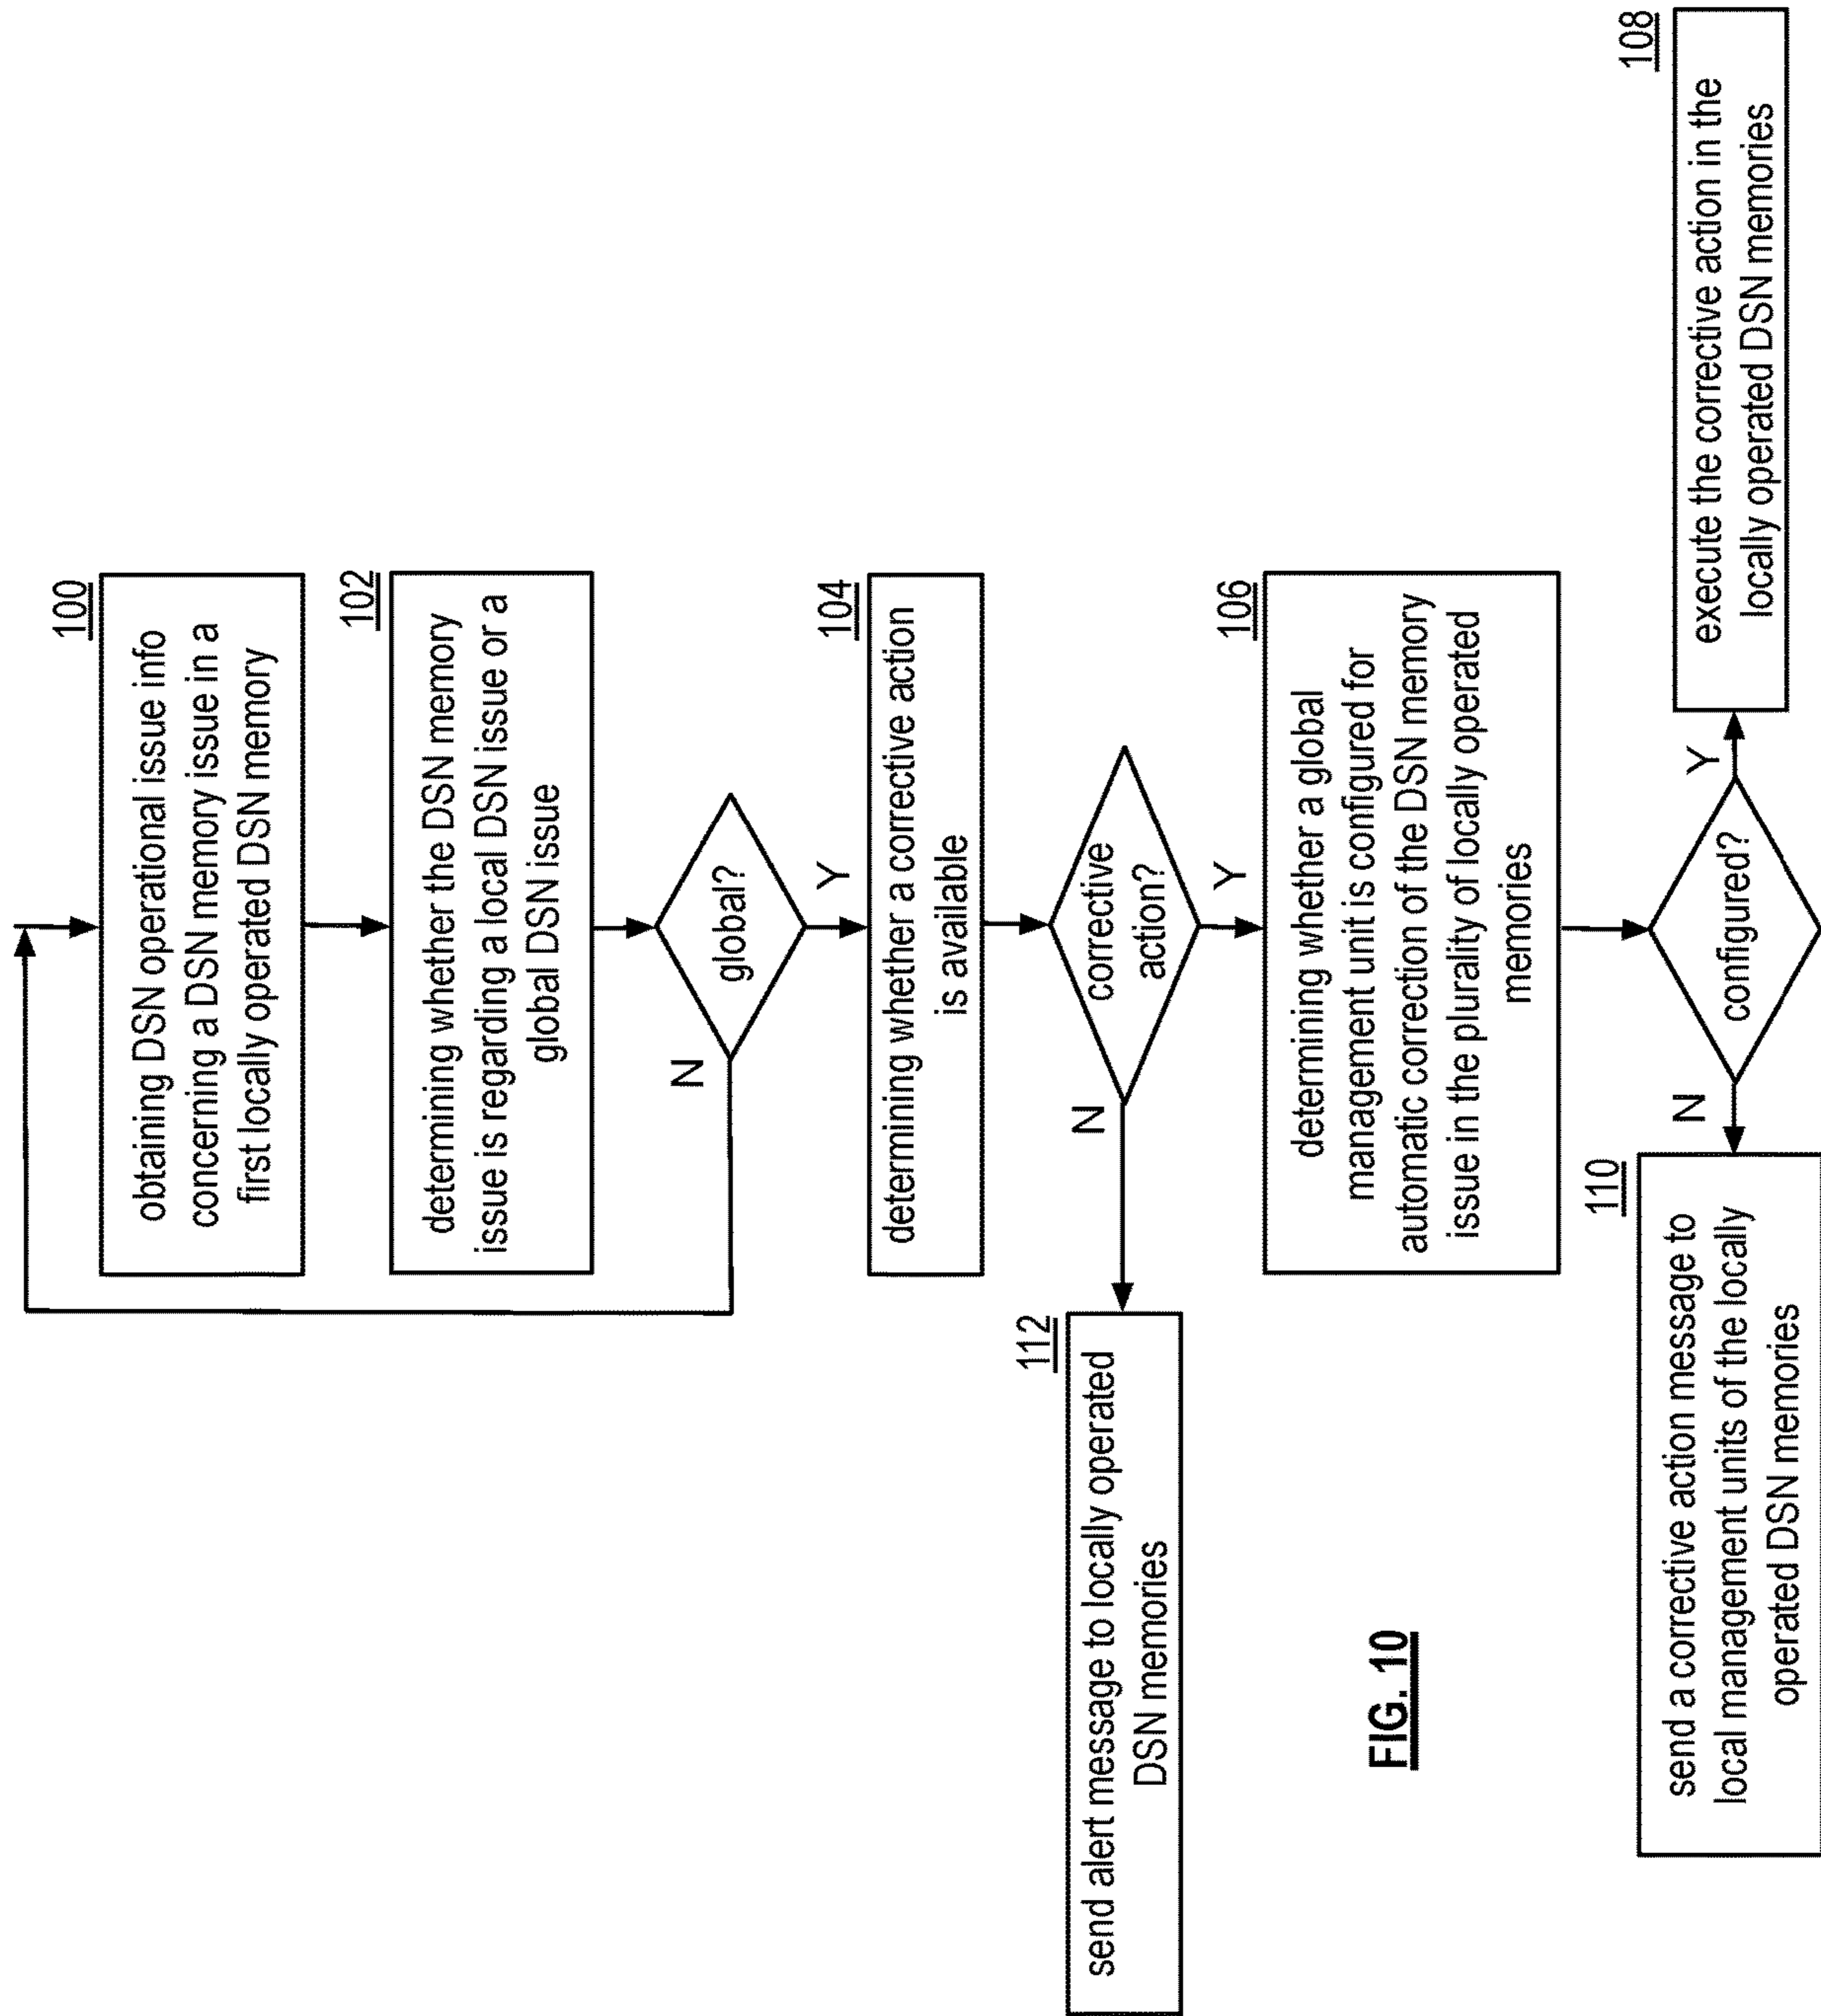 100
obtaining DSN operational issue info
concerning a DSN memory issue in a
first locally operated DSN memory
102
determining whether the DSN memory
issue is regarding a local DSN issue or a
global DSN issue
global?
N
Y
104
determining whether a corrective action
is available
corrective
action?
N
Y
112
send alert message to locally operated
DSN memories
106
determining whether a global
management unit is configured for
automatic correction of the DSN memory
issue in the plurality of locally operated
memories
configured?
N
Y
110
send a corrective action message to
local management units of the locally
operated DSN memories
108
execute the corrective action in the
locally operated DSN memories
FIG. 10